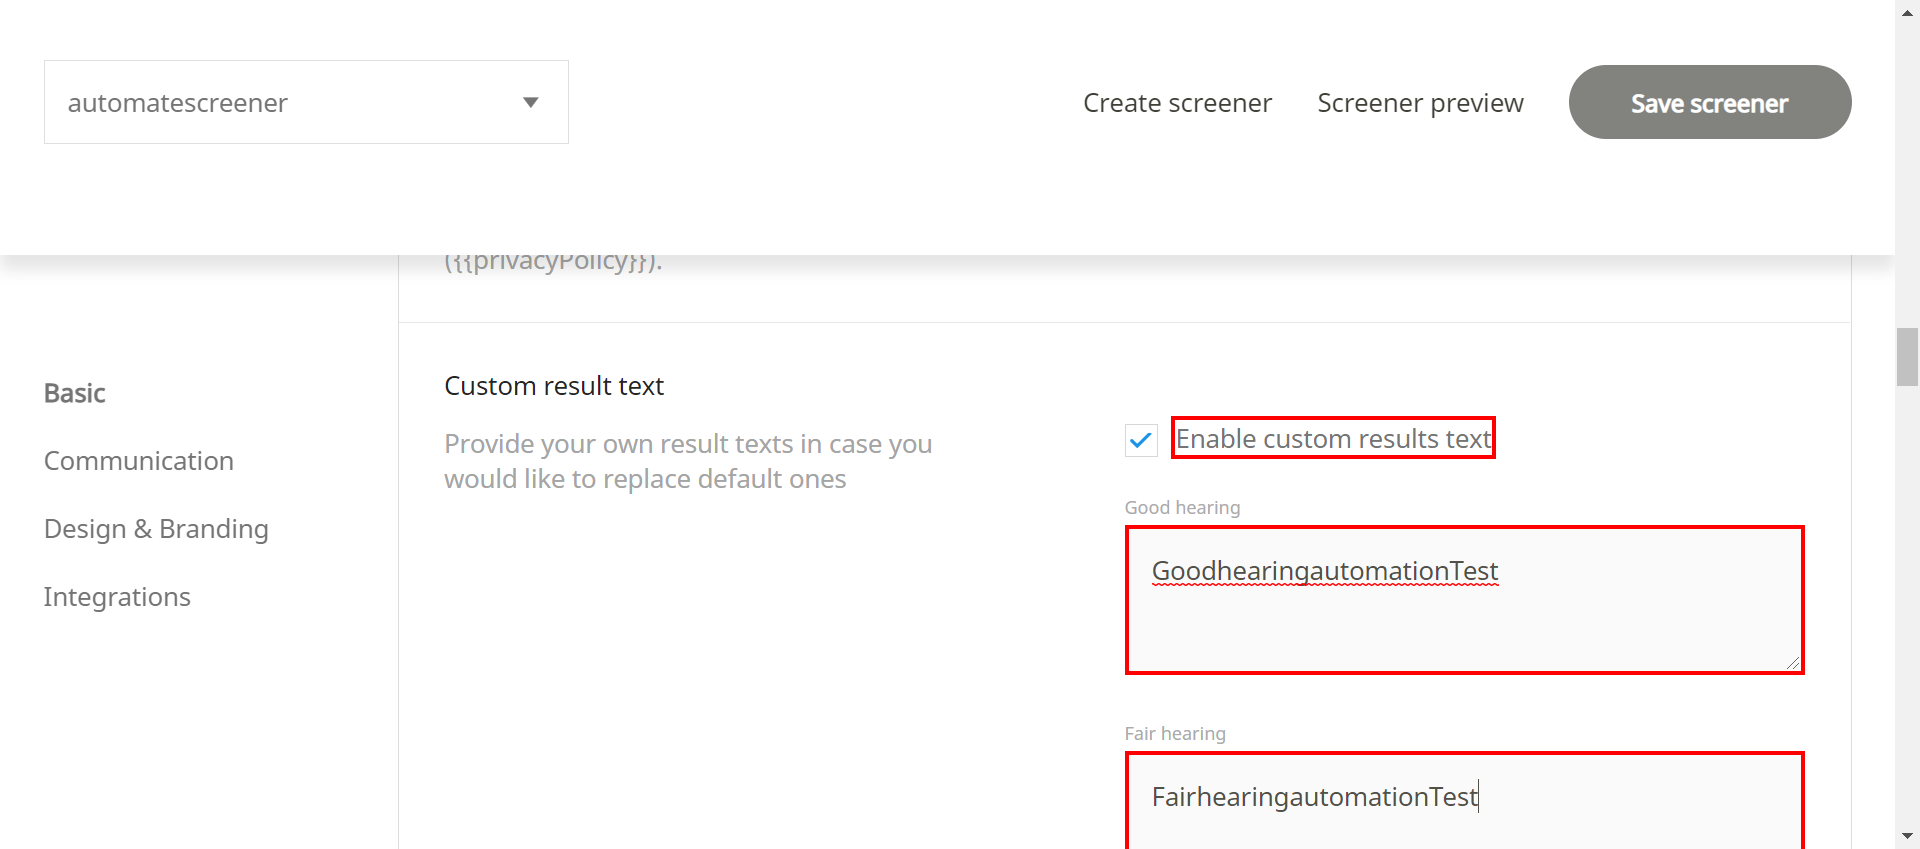 automatescreener
Create screener
Screener preview
Save screener
({{privacyPolicy}}).
Basic
Communication
Design & Branding
Integrations
Custom result text
Provide your own result texts in case you
would like to replace default ones
Enable custom results text
Good hearing
GoodhearingautomationTest
Fair hearing
FairhearingautomationTest